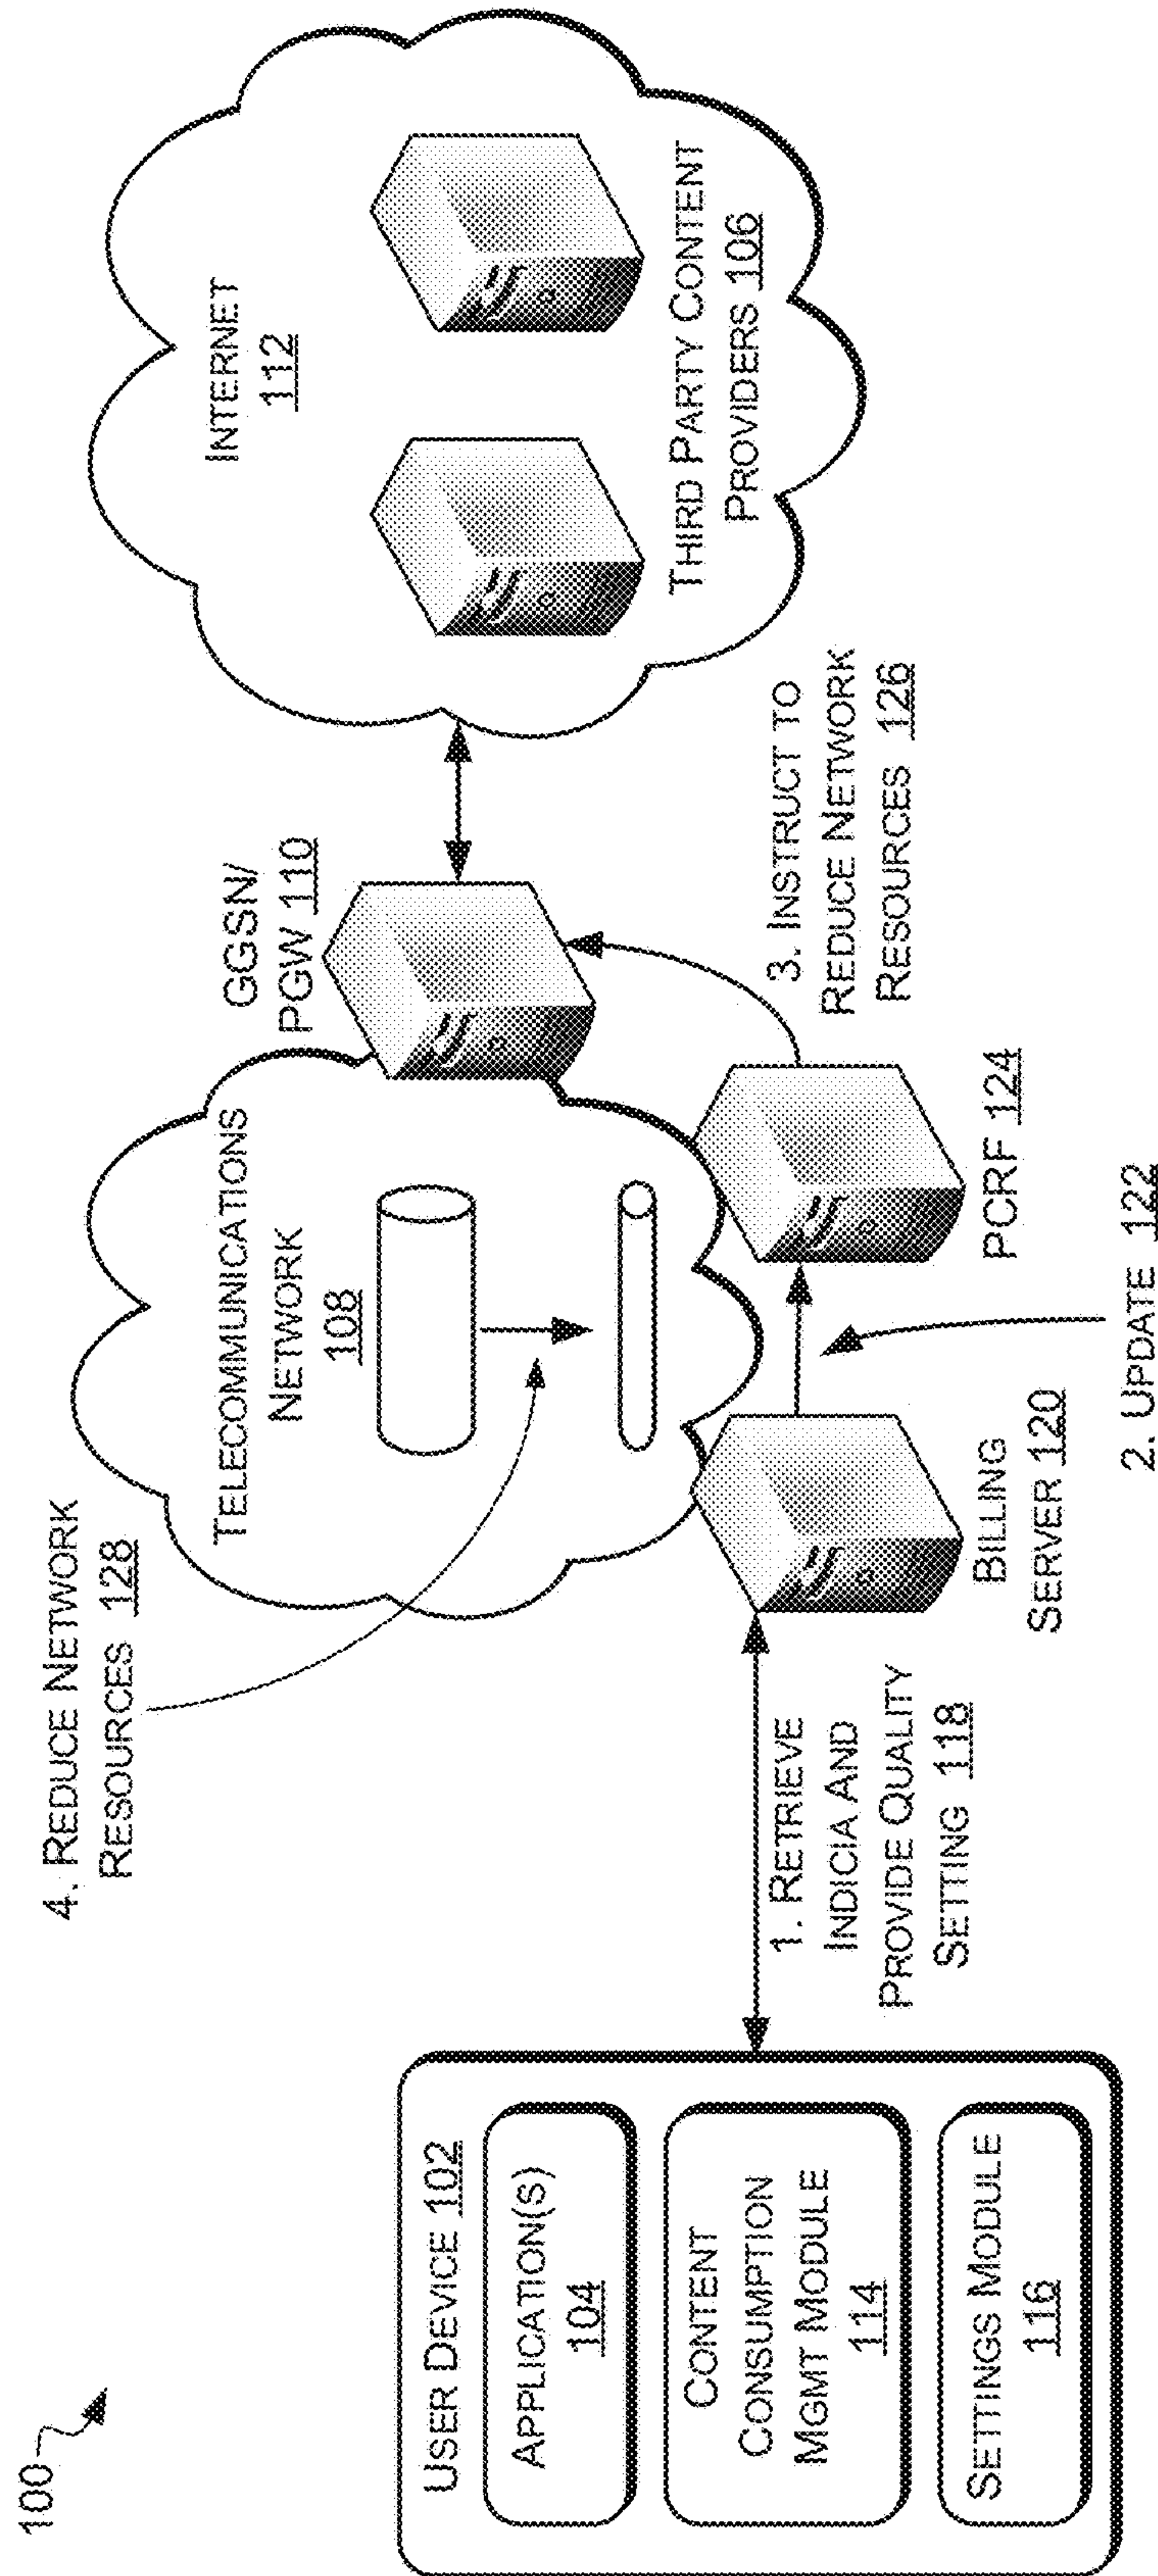 100
USER DEVICE 102
APPLICATION(S)
104
CONTENT
CONSUMPTION
MGMT MODULE
114
SETTINGS MODULE
116
1. RETRIEVE
INDICIA AND
PROVIDE QUALITY
SETTING 118
4. REDUCE NETWORK
RESOURCES 128
TELECOMMUNICATIONS
NETWORK
108
BILLING
SERVER 120
2. UPDATE 122
PCRF 124
GGSN/
PGW 110
3. INSTRUCT TO
REDUCE NETWORK
RESOURCES 126
INTERNET
112
THIRD PARTY CONTENT
PROVIDERS 106